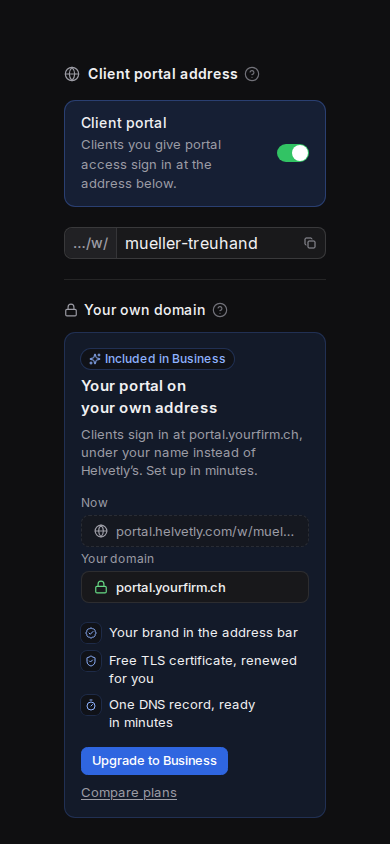 Client portal address
Client portal
Clients you give portal
access sign in at the
address below.
.../w/ mueller-treuhand
Your own domain
Included in Business
Your portal on
your own address
Clients sign in at portal.yourfirm.ch,
under your name instead of
Helvetly's. Set up in minutes.
Now
portal.helvetly.com/w/muel...
Your domain
portal.yourfirm.ch
Your brand in the address bar
Free TLS certificate, renewed
for you
One DNS record, ready
in minutes
Upgrade to Business
Compare plans